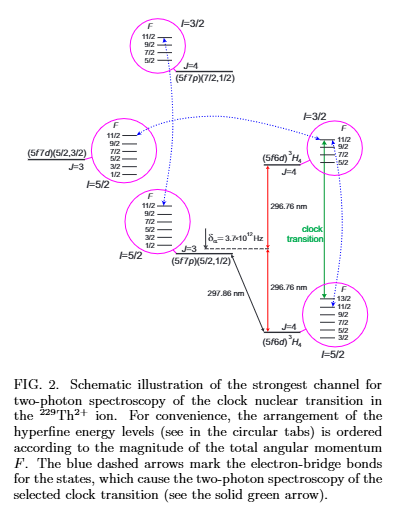 F
I=3/2
11/2
9/2
7/2
5/2
J=4
(5f7p)(7/2,1/2)
F
11/2
9/2
7/2
5/2
3/2
1/2
(5f7d)(5/2,3/2)
J=3
I=5/2
I=3/2
F
11/2
9/2
7/2
5/2
(5f6d) ³H₄
J=4
F
11/2
9/2
7/2
5/2
3/2
1/2
I=5/2
J=3
(5f7p)(5/2,1/2)
296.76 nm
clock
transition
δω= 3.7×10¹² Hz
297.86 nm
296.76 nm
F
13/2
11/2
9/2
7/2
5/2
3/2
J=4
(5f6d) ³H₄
I=5/2
FIG. 2. Schematic illustration of the strongest channel for
two-photon spectroscopy of the clock nuclear transition in
the ²²⁹Th²⁺ ion. For convenience, the arrangement of the
hyperfine energy levels (see in the circular tabs) is ordered
according to the magnitude of the total angular momentum
F. The blue dashed arrows mark the electron-bridge bonds
for the states, which cause the two-photon spectroscopy of the
selected clock transition (see the solid green arrow).